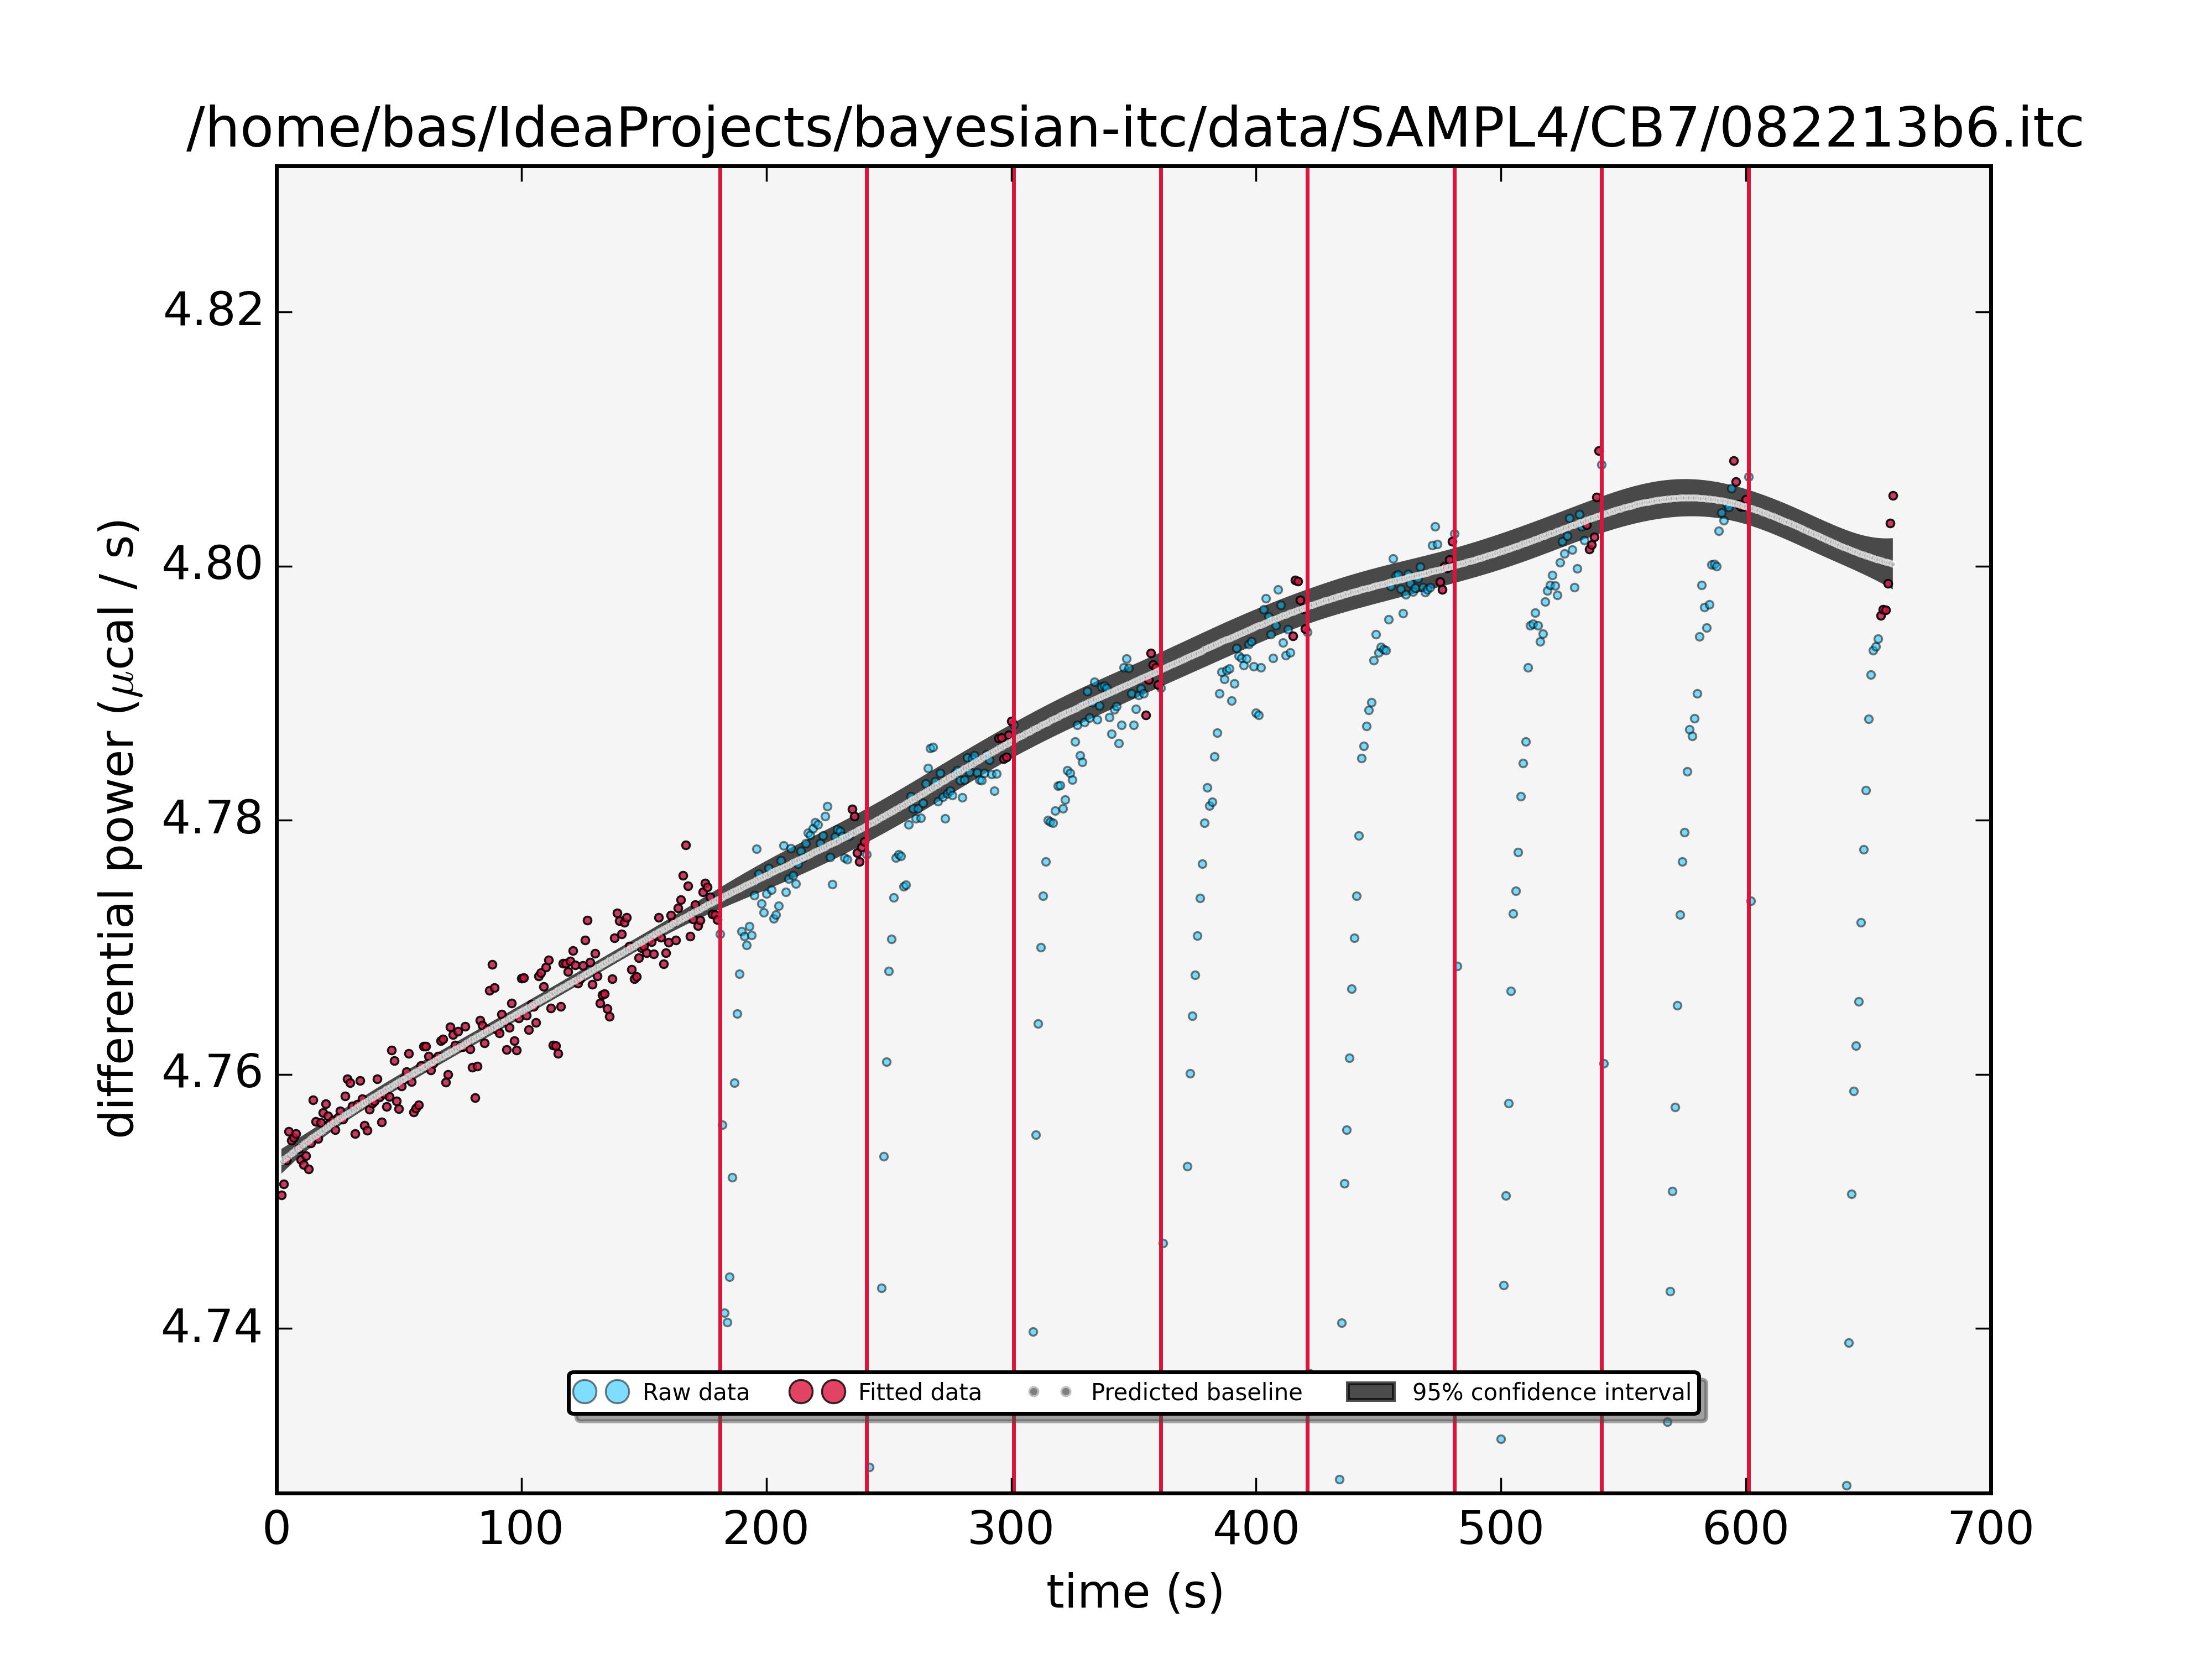 /home/bas/IdeaProjects/bayesian-itc/data/SAMPL4/CB7/082213b6.itc
4.82
4.80
4.78
4.76
4.74
differential power (μcal / s)
Raw data Fitted data Predicted baseline 95% confidence interval
0 100 200 300 400 500 600 700
time (s)